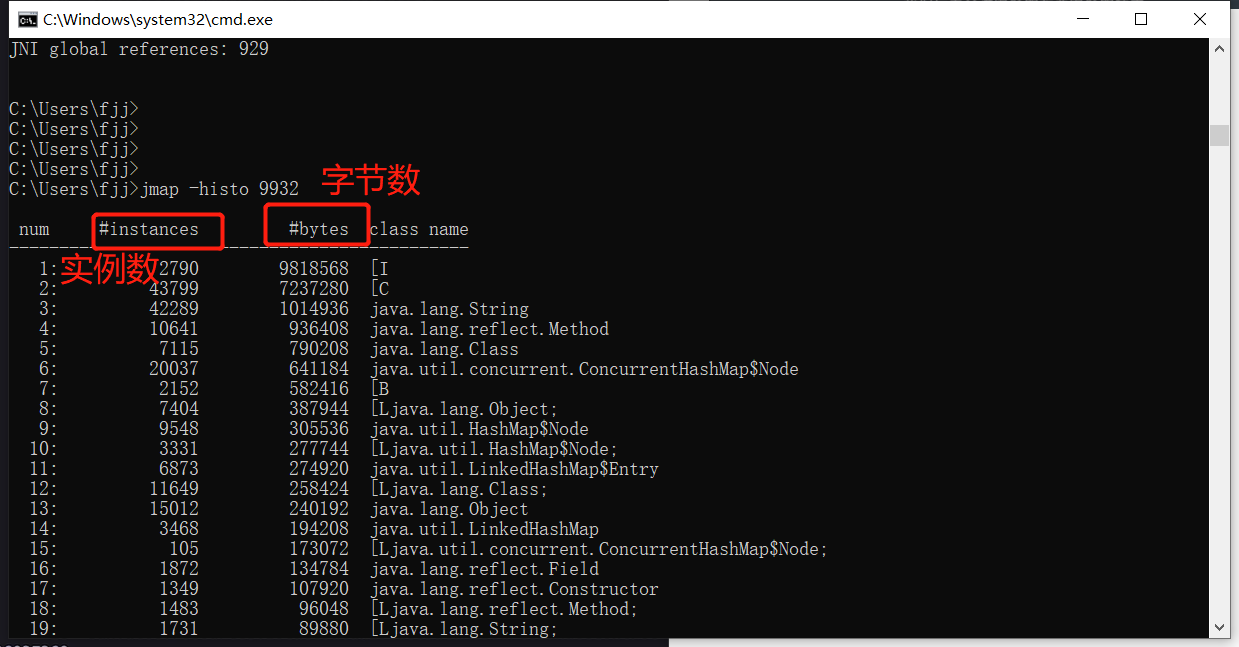 C:\Windows\system32\cmd.exe
JNI global references: 929
C:\Users\fjj>
C:\Users\fjj>
C:\Users\fjj>
C:\Users\fjj>
C:\Users\fjj>jmap -histo 9932
字节数
num #instances #bytes class name
----------------------------------------------
实例数
1: 2790 9818568 [I
2: 43799 7237280 [C
3: 42289 1014936 java.lang.String
4: 10641 936408 java.lang.reflect.Method
5: 7115 790208 java.lang.Class
6: 20037 641184 java.util.concurrent.ConcurrentHashMap$Node
7: 2152 582416 [B
8: 7404 387944 [Ljava.lang.Object;
9: 9548 305536 java.util.HashMap$Node
10: 3331 277744 [Ljava.util.HashMap$Node;
11: 6873 274920 java.util.LinkedHashMap$Entry
12: 11649 258424 [Ljava.lang.Class;
13: 15012 240192 java.lang.Object
14: 3468 194208 java.util.LinkedHashMap
15: 105 173072 [Ljava.util.concurrent.ConcurrentHashMap$Node;
16: 1872 134784 java.lang.reflect.Field
17: 1349 107920 java.lang.reflect.Constructor
18: 1483 96048 [Ljava.lang.reflect.Method;
19: 1731 89880 [Ljava.lang.String;